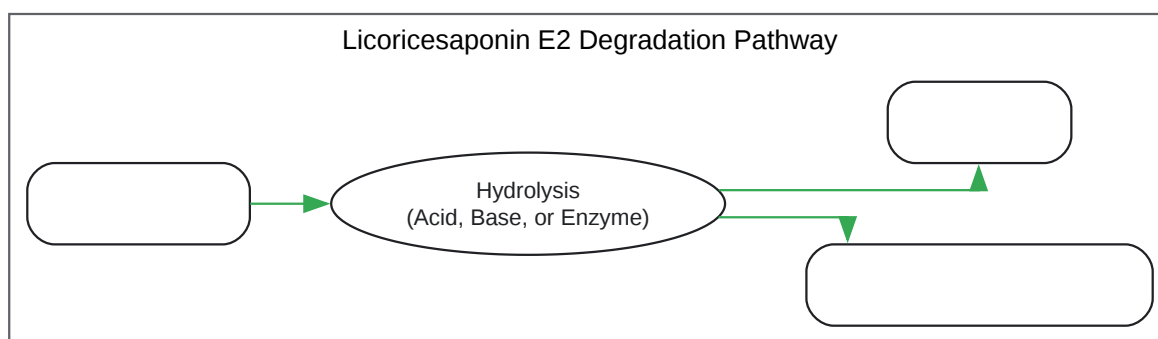 Licoricesaponin E2 Degradation Pathway
Hydrolysis
(Acid, Base, or Enzyme)